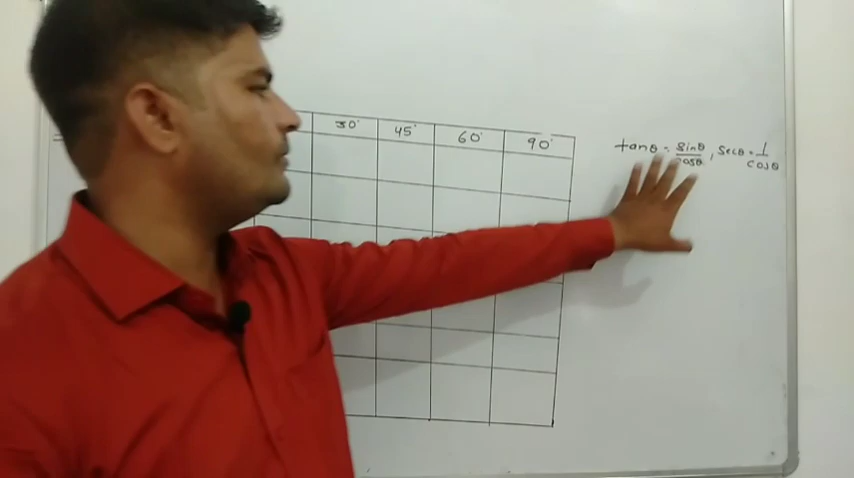 30° 45° 60° 90°
tanθ = sinθ/cosθ, secθ = 1/cosθ